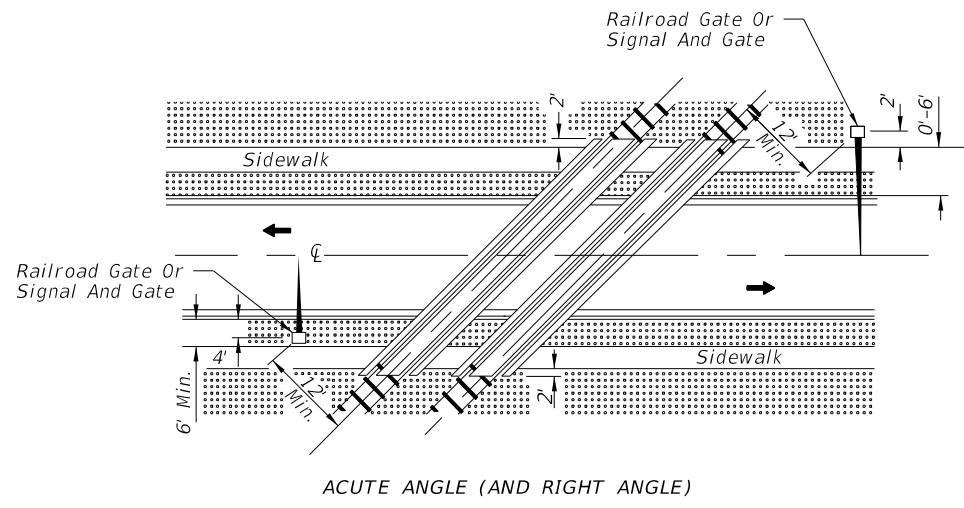 Railroad Gate Or
Signal And Gate
2'
2'
0'-6'
12'
Min.
Sidewalk
℄
Railroad Gate Or
Signal And Gate
4'
6' Min.
12'
Min.
2'
Sidewalk
ACUTE ANGLE (AND RIGHT ANGLE)